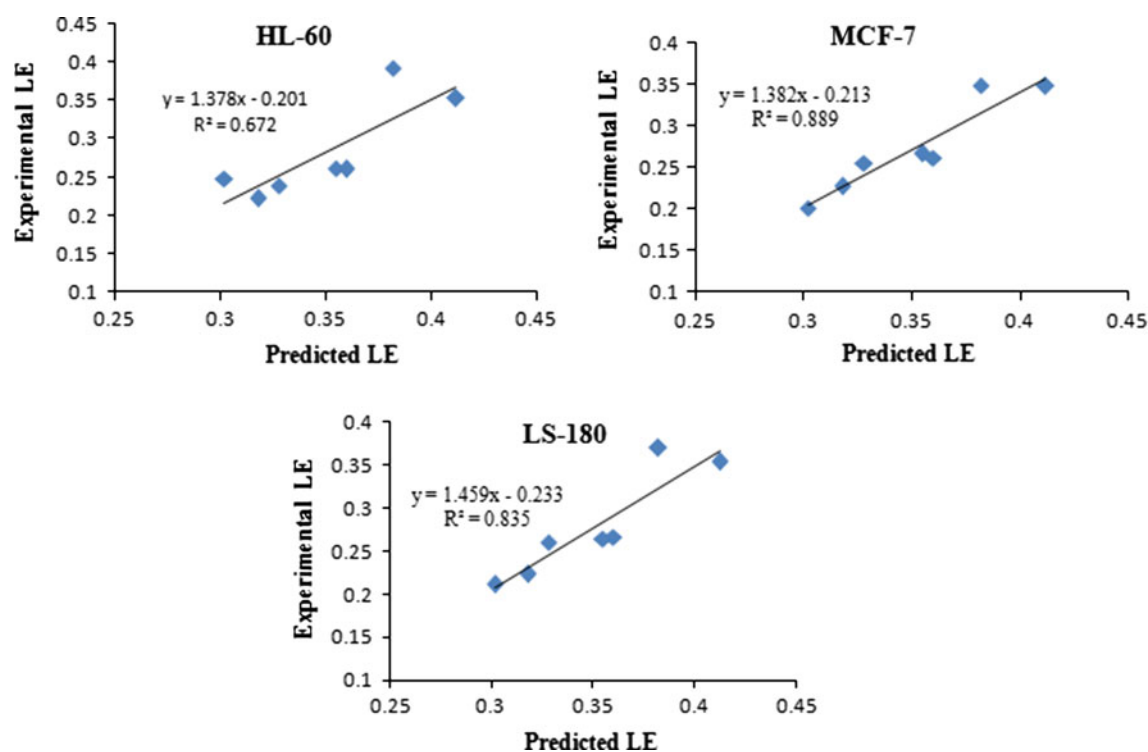 HL-60
Experimental LE
0.45
0.4
0.35
0.3
0.25
0.2
0.15
0.1
y = 1.378x - 0.201
R² = 0.672
0.25
0.3
0.35
0.4
0.45
Predicted LE
MCF-7
Experimental LE
0.4
0.35
0.3
0.25
0.2
0.15
0.1
y = 1.382x - 0.213
R² = 0.889
0.25
0.3
0.35
0.4
0.45
Predicted LE
LS-180
Experimental LE
0.4
0.35
0.3
0.25
0.2
0.15
0.1
y = 1.459x - 0.233
R² = 0.835
0.25
0.3
0.35
0.4
0.45
Predicted LE